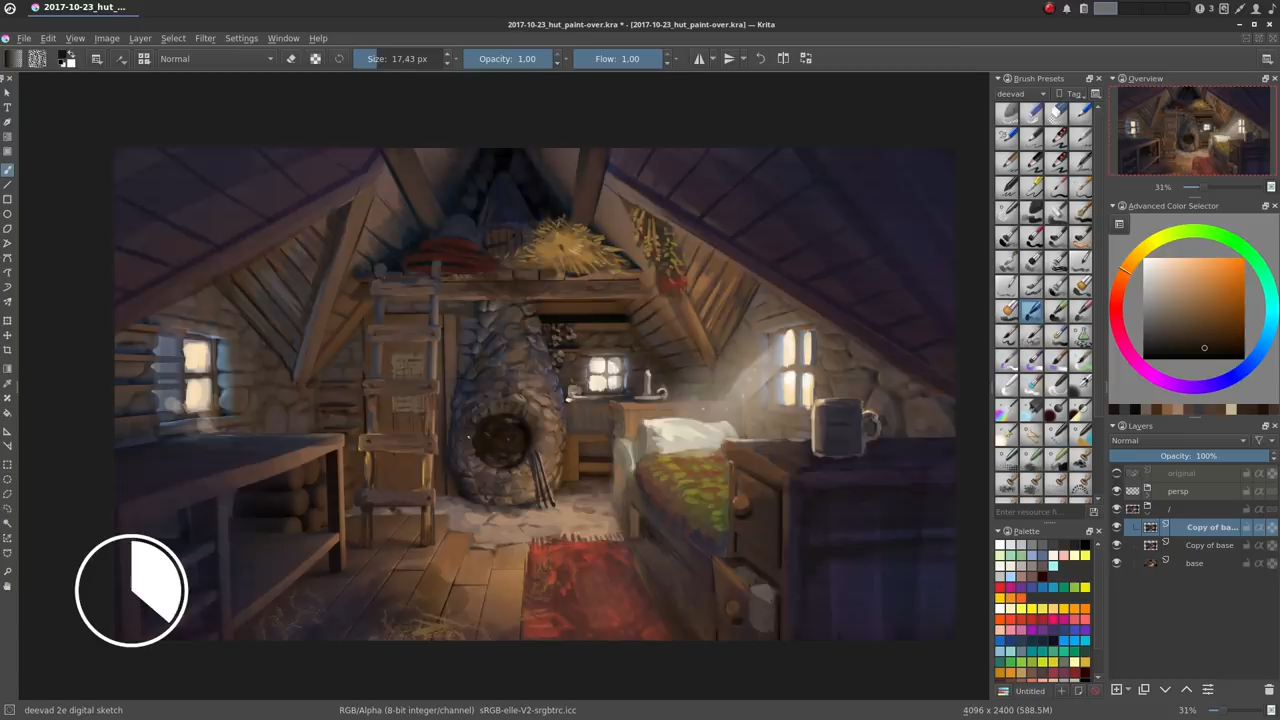 2017-10-23_hut_...
3
2017-10-23_hut_paint-over.kra * - [2017-10-23_hut_paint-over.kra] — Krita
File Edit View Image Layer Select Filter Settings Window Help
Normal
Size: 17,43 px
Opacity: 1,00
Flow: 1,00
Brush Presets
deevad
Tag
Enter resource fi...
Palette
Untitled
Overview
31%
Advanced Color Selector
Layers
Normal
Opacity: 100%
original
persp
/
Copy of ba...
Copy of base
base
deevad 2e digital sketch
RGB/Alpha (8-bit integer/channel) sRGB-elle-V2-srgbtrc.icc
4096 x 2400 (588.5M)
31%